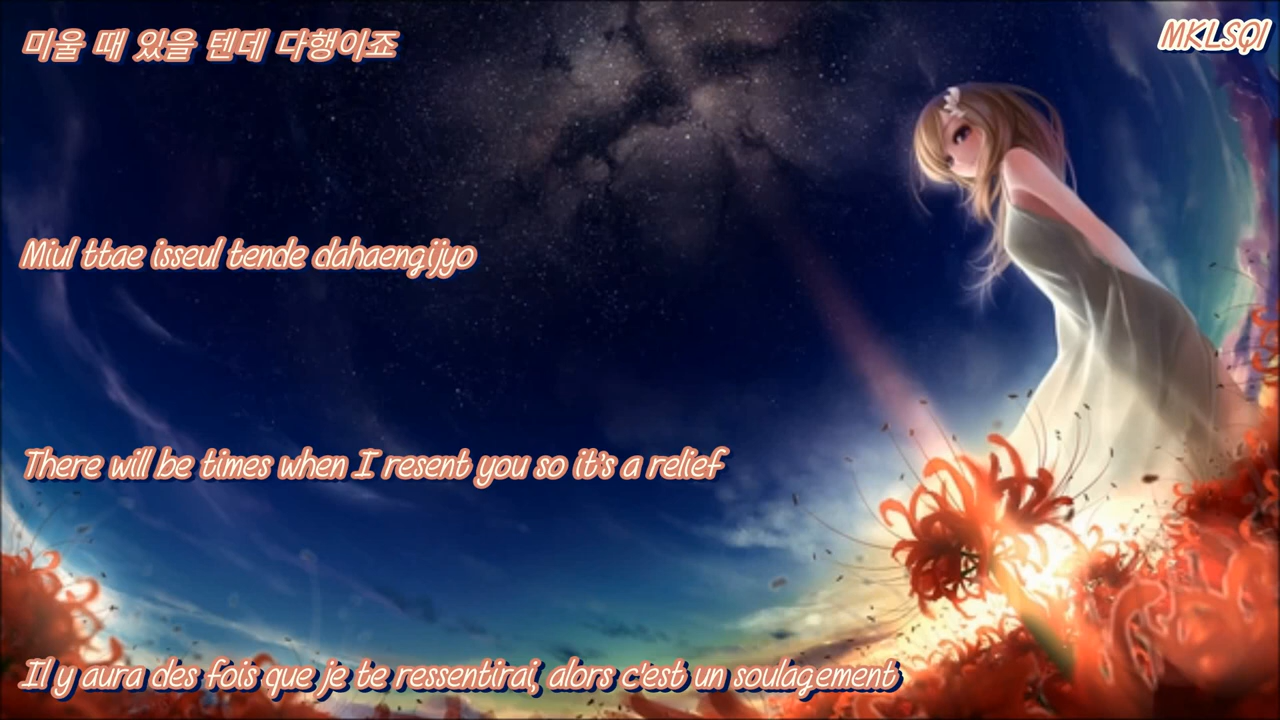 미울 때 있을 텐데 다행이죠
MKLSQI
Miul ttae isseul tende dahaengijyo
There will be times when I resent you so it's a relief
Il y aura des fois que je te ressentirai, alors c'est un soulagement